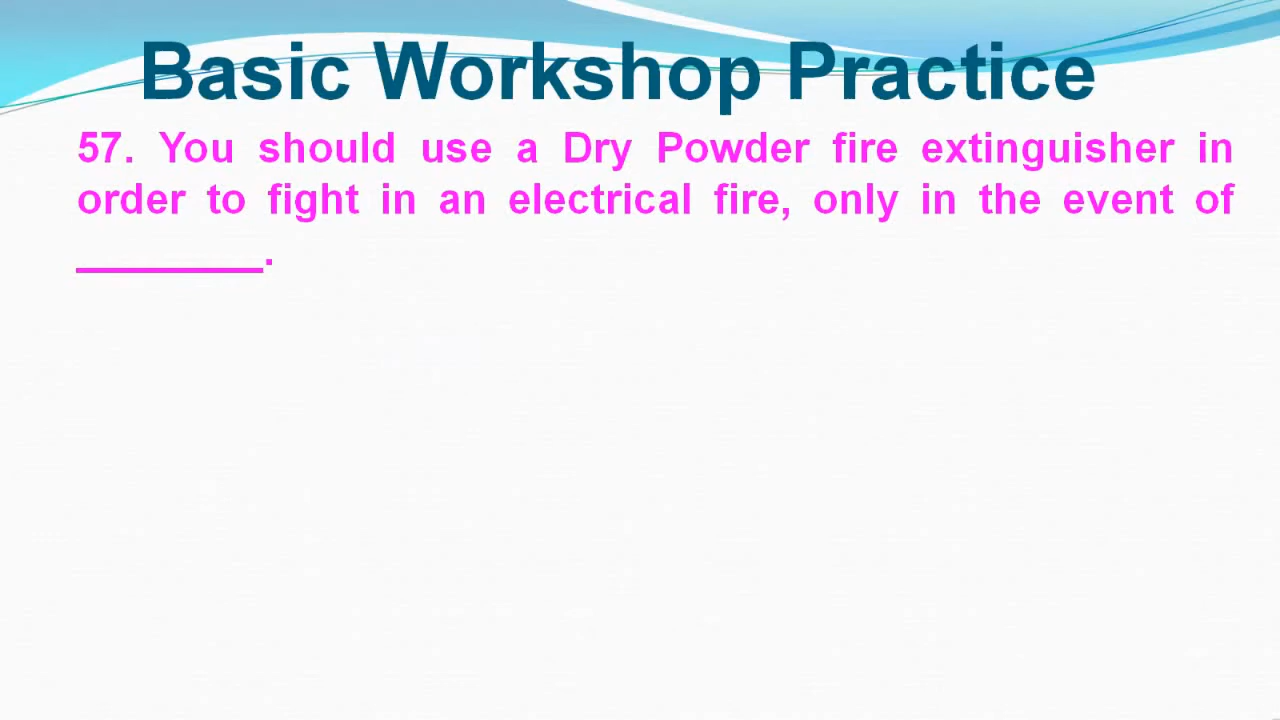 Basic Workshop Practice
57. You should use a Dry Powder fire extinguisher in
order to fight in an electrical fire, only in the event of
________.